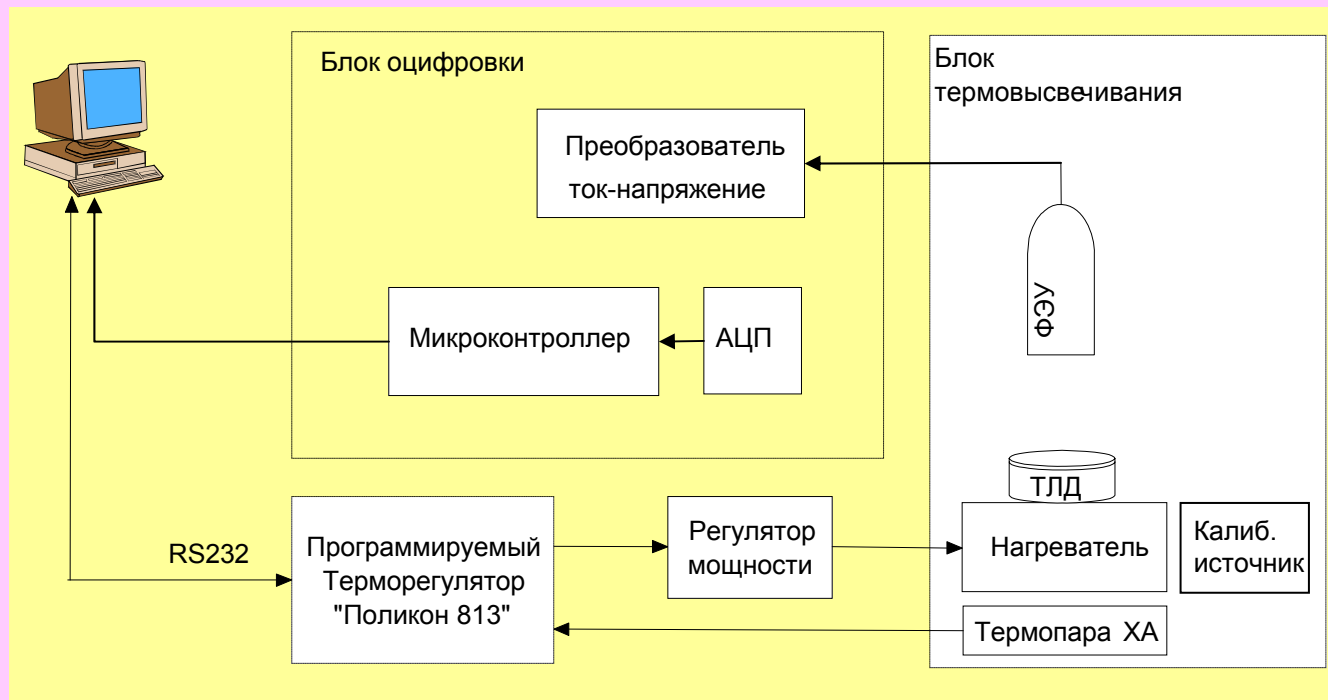 Блок оцифровки
Блок
термовысвечивания
Преобразователь
ток-напряжение
ФЭУ
Микроконтроллер
АЦП
ТЛД
RS232
Программируемый
Терморегулятор
"Поликон 813"
Регулятор
мощности
Нагреватель
Калиб.
источник
Термопара ХА